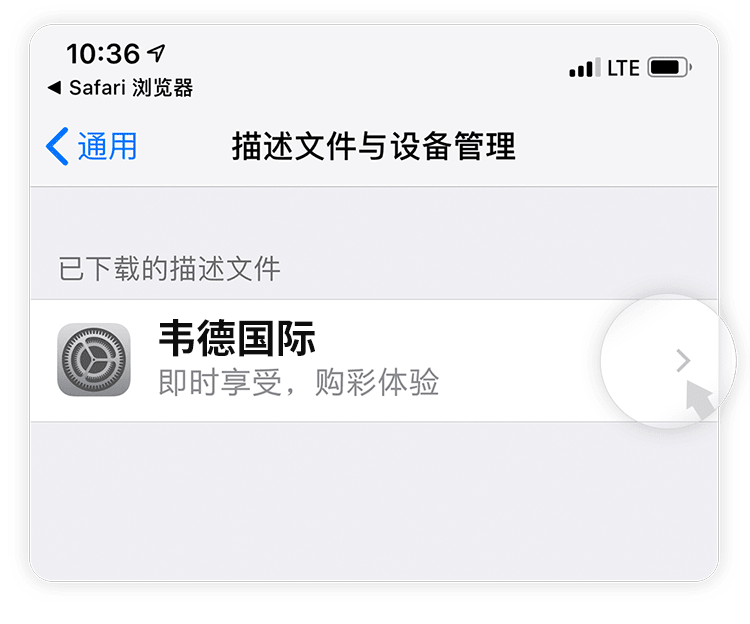 10:36
LTE
◀ Safari 浏览器
通用
描述文件与设备管理
已下载的描述文件
韦德国际
即时享受，购彩体验